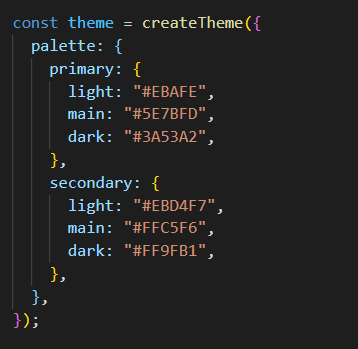 const theme = createTheme({
  palette: {
    primary: {
      light: "#EBAFE",
      main: "#5E7BFD",
      dark: "#3A53A2",
    },
    secondary: {
      light: "#EBD4F7",
      main: "#FFC5F6",
      dark: "#FF9FB1",
    },
  },
});